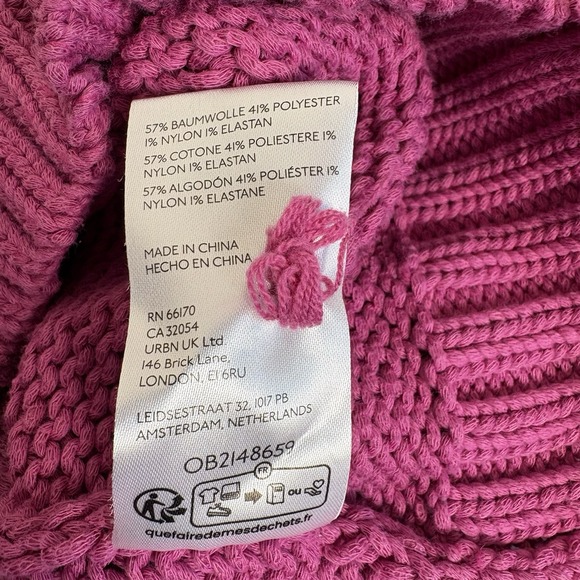 57% BAUMWOLLE 41% POLYESTER
1% NYLON 1% ELASTAN
57% COTONE 41% POLIESTERE 1%
NYLON 1% ELASTAN
57% ALGODÓN 41% POLIÉSTER 1%
NYLON 1% ELASTANE
MADE IN CHINA
HECHO EN CHINA
RN 66170
CA 32054
URBN UK Ltd.
146 Brick Lane,
LONDON, E1 6RU
LEIDSESTRAAT 32, 1017 PB
AMSTERDAM, NETHERLANDS
OB2148659
FR
OU
quefairedemesdechets.fr